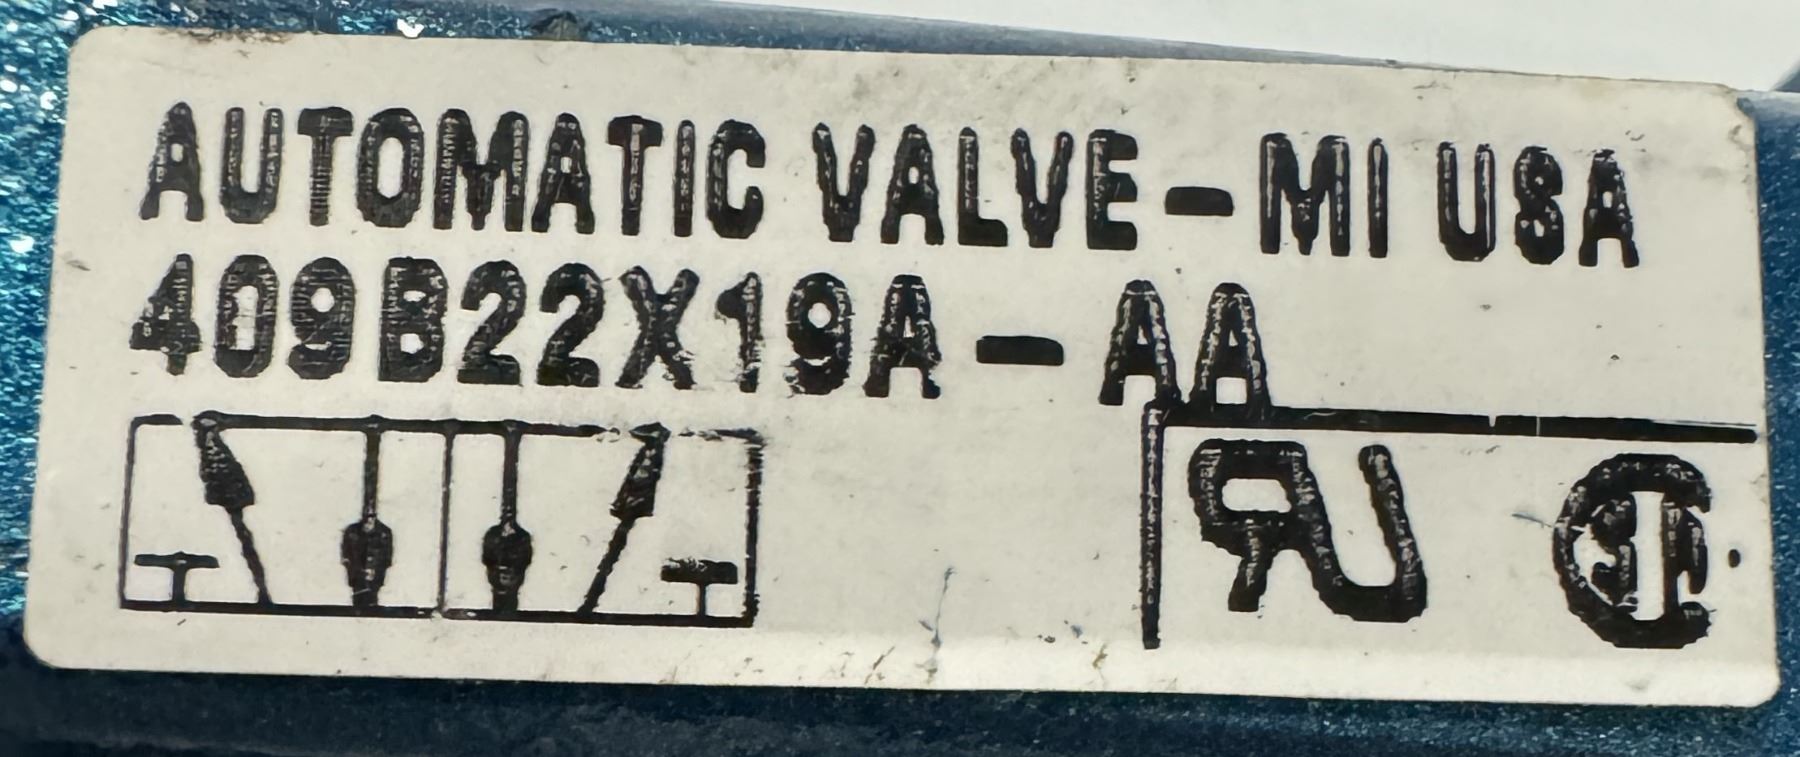 AUTOMATIC VALVE-MI USA
409B22X19A-AA